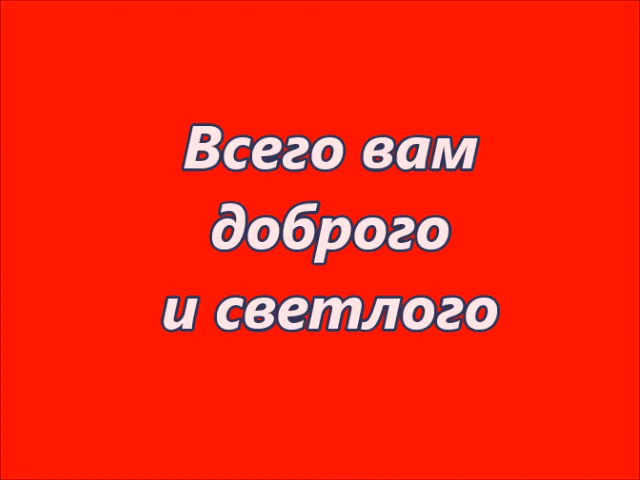 Всего вам
доброго
и светлого